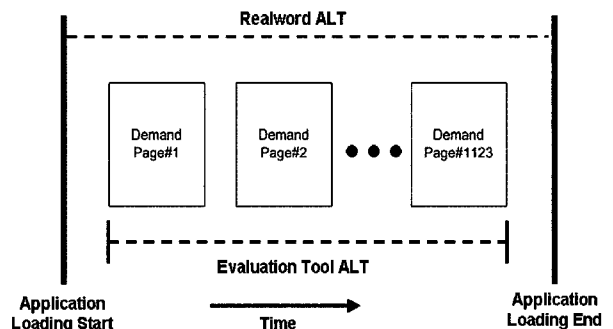 Realword ALT
Demand
Page#1
Demand
Page#2
Demand
Page#1123
Evaluation Tool ALT
Application
Loading Start
Time
Application
Loading End